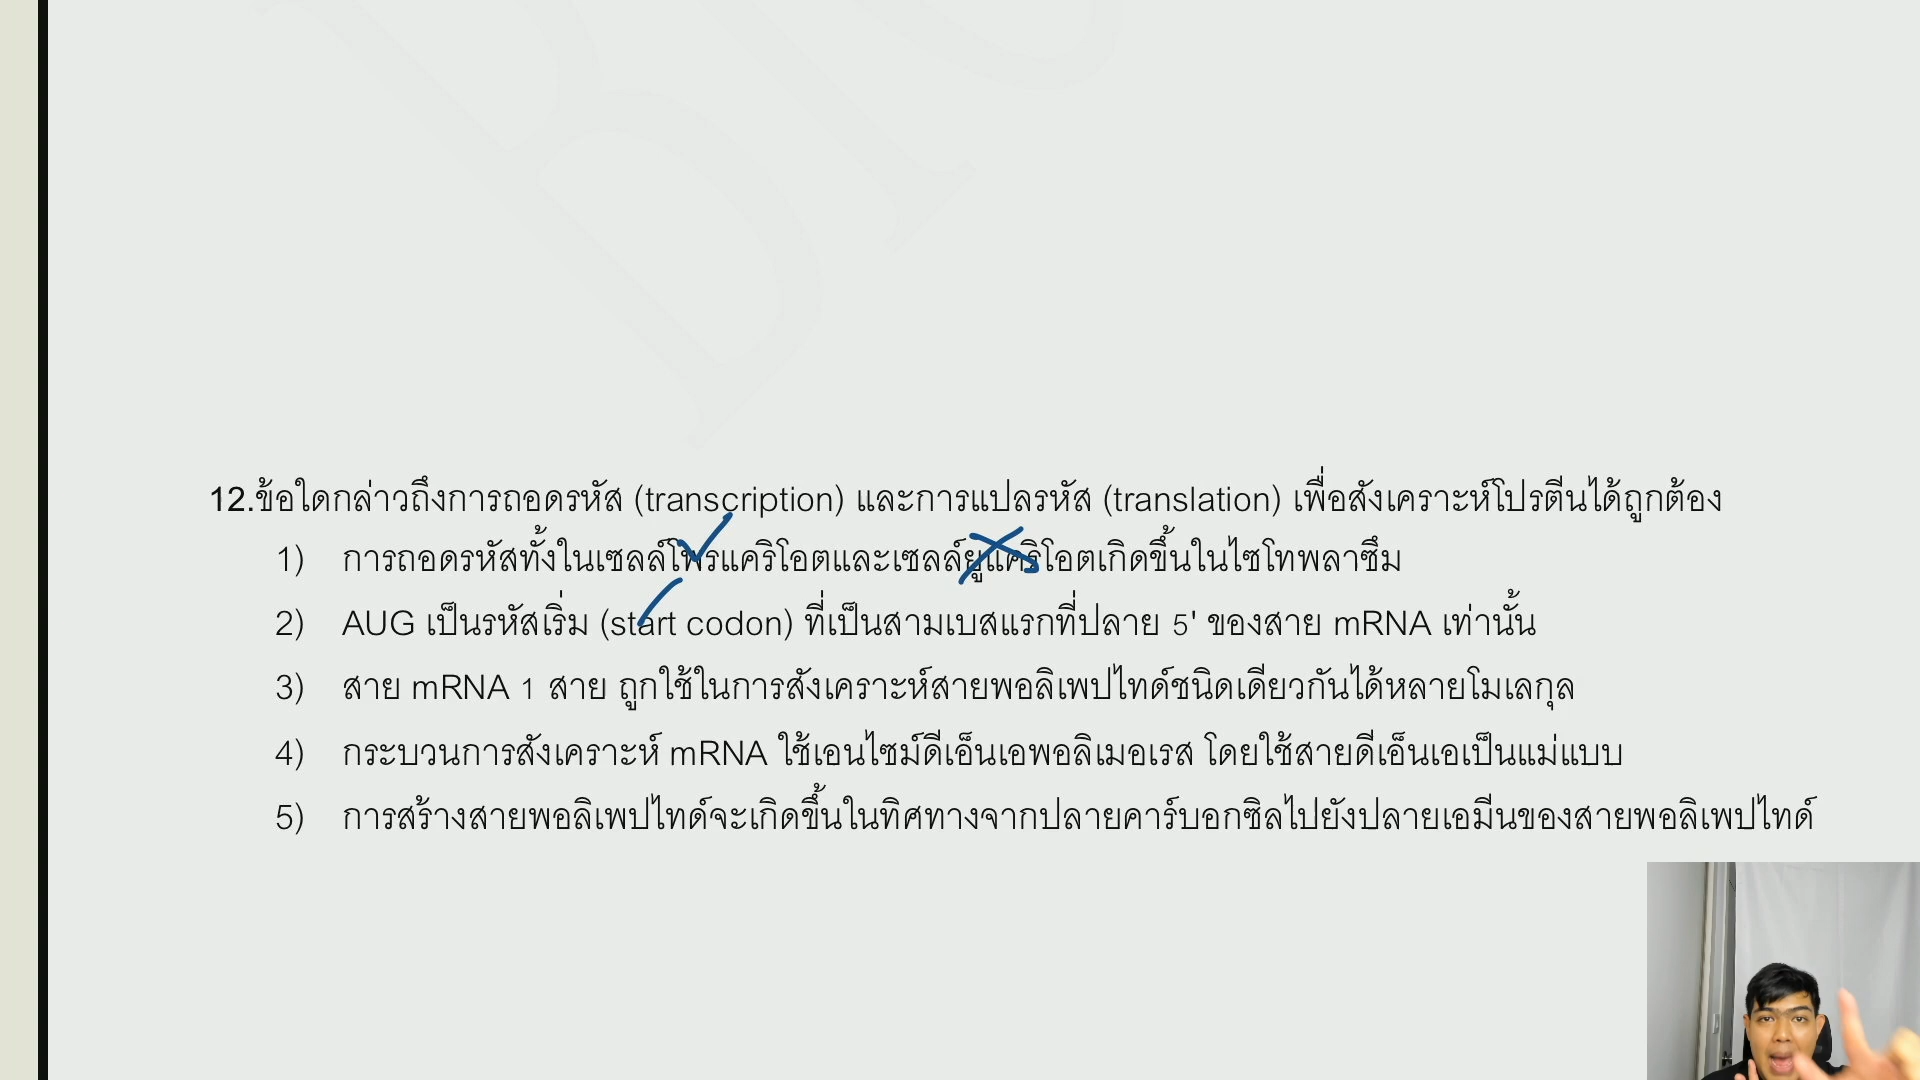 12.ข้อใดกล่าวถึงการถอดรหัส (transcription) และการแปลรหัส (translation) เพื่อสังเคราะห์โปรตีนได้ถูกต้อง
1) การถอดรหัสทั้งในเซลล์โพรแคริโอตและเซลล์ยูแคริโอตเกิดขึ้นในไซโทพลาซึม
2) AUG เป็นรหัสเริ่ม (start codon) ที่เป็นสามเบสแรกที่ปลาย 5' ของสาย mRNA เท่านั้น
3) สาย mRNA 1 สาย ถูกใช้ในการสังเคราะห์สายพอลิเพปไทด์ชนิดเดียวกันได้หลายโมเลกุล
4) กระบวนการสังเคราะห์ mRNA ใช้เอนไซม์ดีเอ็นเอพอลิเมอเรส โดยใช้สายดีเอ็นเอเป็นแม่แบบ
5) การสร้างสายพอลิเพปไทด์จะเกิดขึ้นในทิศทางจากปลายคาร์บอกซิลไปยังปลายเอมีนของสายพอลิเพปไทด์